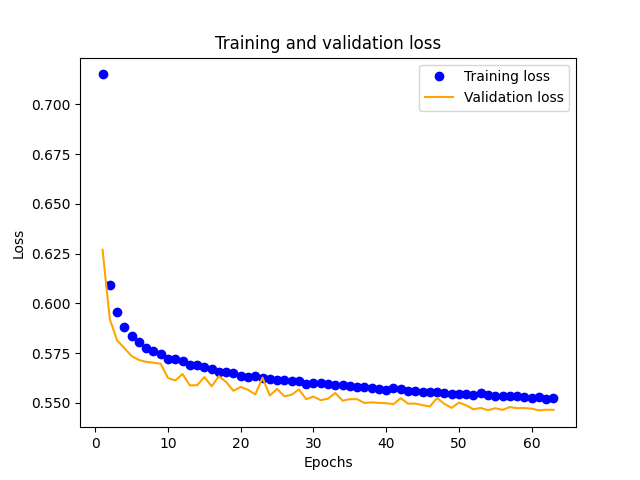 Training and validation loss
Training loss
Validation loss
Loss
0.700
0.675
0.650
0.625
0.600
0.575
0.550
0 10 20 30 40 50 60
Epochs